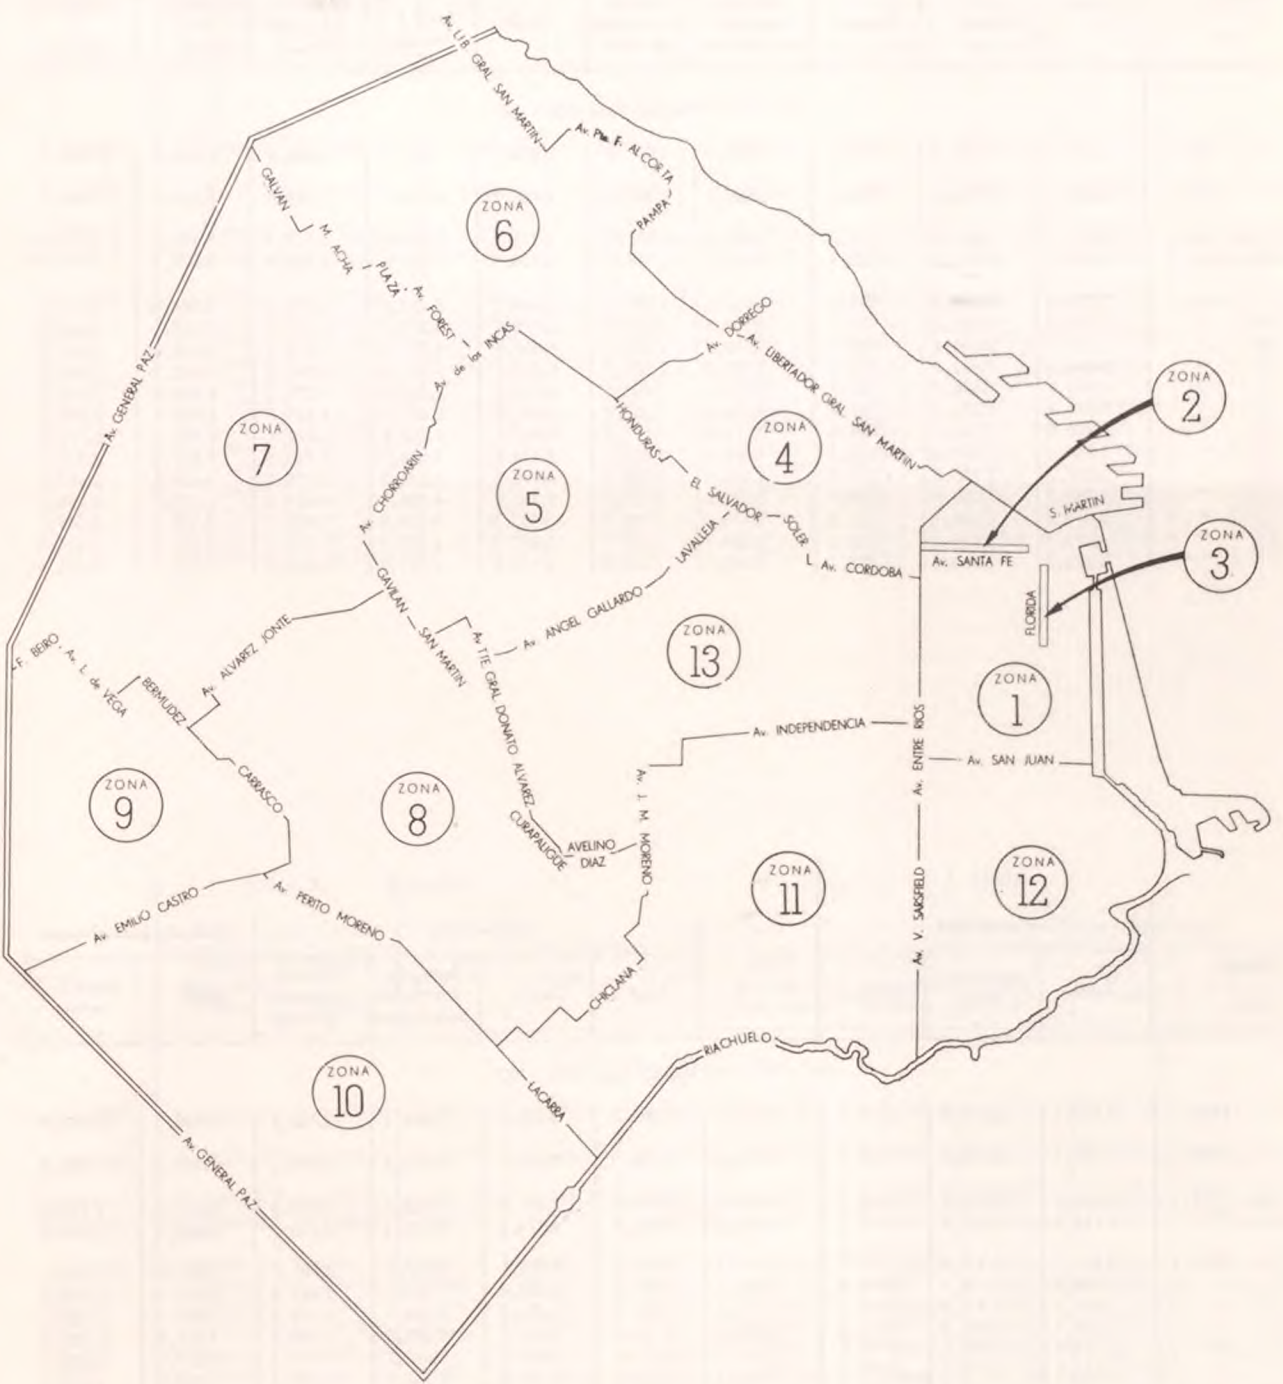 Av. LIB. GRAL. SAN MARTIN
Av. Pte. F. ALCORTA
PAMPA
GALVAN
M. ACHA
PLAZA
Av. FOREST
Av. de los INCAS
ZONA
6
Av. DORREGO
Av. LIBERTADOR GRAL. SAN MARTIN
Av. GENERAL PAZ
ZONA
7
Av. CHORROARIN
ZONA
5
HONDURAS
ZONA
4
ZONA
2
EL SALVADOR
SOLER
Av. CORDOBA
S. MARTIN
Av. SANTA FE
ZONA
3
FLORIDA
LAVALLEJA
Av. ANGEL GALLARDO
GAVILAN
SAN MARTIN
Av. TTE. GRAL DONATO ALVAREZ
Av. ALVAREZ JONTE
F. BEIRO
Av. L. de VEGA
BERMUDEZ
CARRASCO
ZONA
13
ZONA
1
Av. INDEPENDENCIA
Av. ENTRE RIOS
Av. SAN JUAN
ZONA
9
ZONA
8
CURAPALIGÜE
AVELINO
DIAZ
Av. J. M. MORENO
ZONA
11
ZONA
12
Av. V. SARSFIELD
Av. EMILIO CASTRO
Av. PERITO MORENO
CHICLANA
RIACHUELO
ZONA
10
LACARRA
Av. GENERAL PAZ